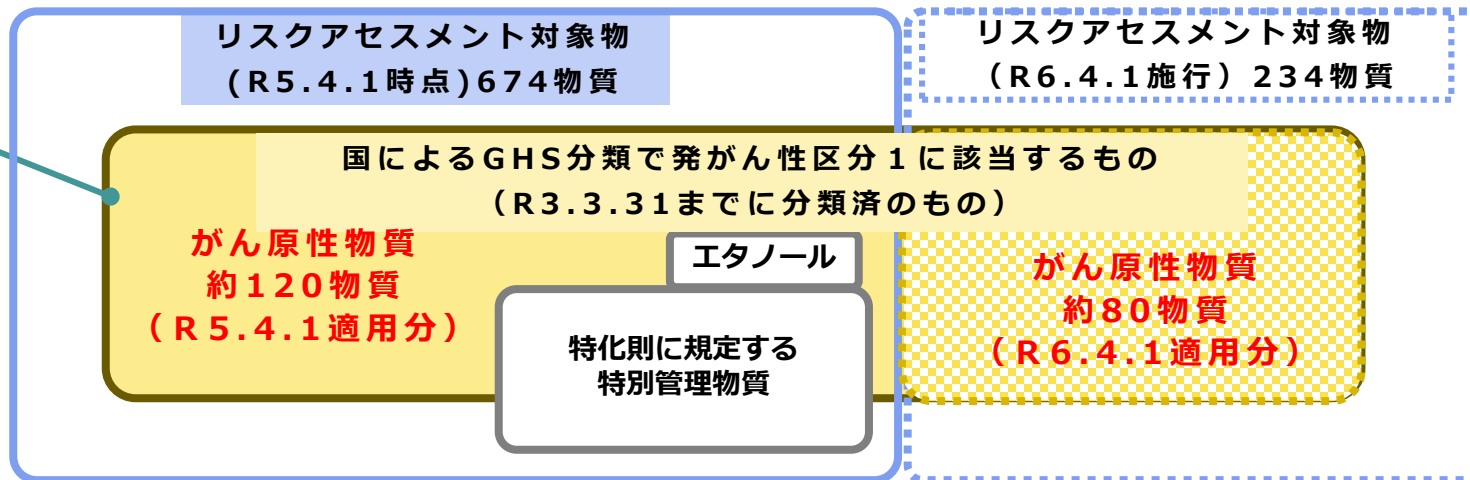 リスクアセスメント対象物
(R5.4.1時点)674物質
リスクアセスメント対象物
（R6.4.1施行）234物質
国によるGHS分類で発がん性区分１に該当するもの
（R3.3.31までに分類済のもの）
がん原性物質
約120物質
（R5.4.1適用分）
エタノール
特化則に規定する
特別管理物質
がん原性物質
約80物質
（R6.4.1適用分）